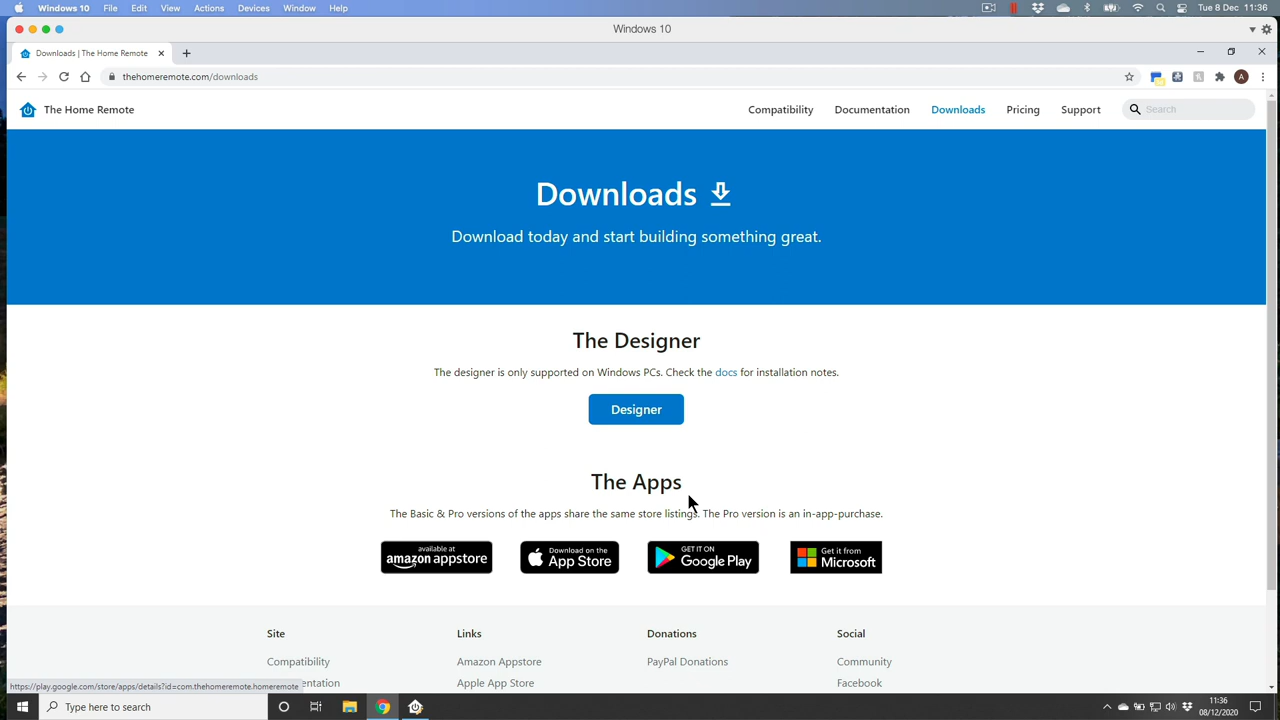 Windows 10 File Edit View Actions Devices Window Help Tue 8 Dec 11:36
Windows 10
Downloads | The Home Remote
thehomeremote.com/downloads
A
The Home Remote Compatibility Documentation Downloads Pricing Support Search
Downloads
Download today and start building something great.
The Designer
The designer is only supported on Windows PCs. Check the docs for installation notes.
Designer
The Apps
The Basic & Pro versions of the apps share the same store listings. The Pro version is an in-app-purchase.
available at
amazon appstore
Download on the
App Store
GET IT ON
Google Play
Get it from
Microsoft
Site Links Donations Social
Compatibility Amazon Appstore PayPal Donations Community
entation Apple App Store Facebook
https://play.google.com/store/apps/details?id=com.thehomeremote.homeremote
Type here to search
11:36
08/12/2020